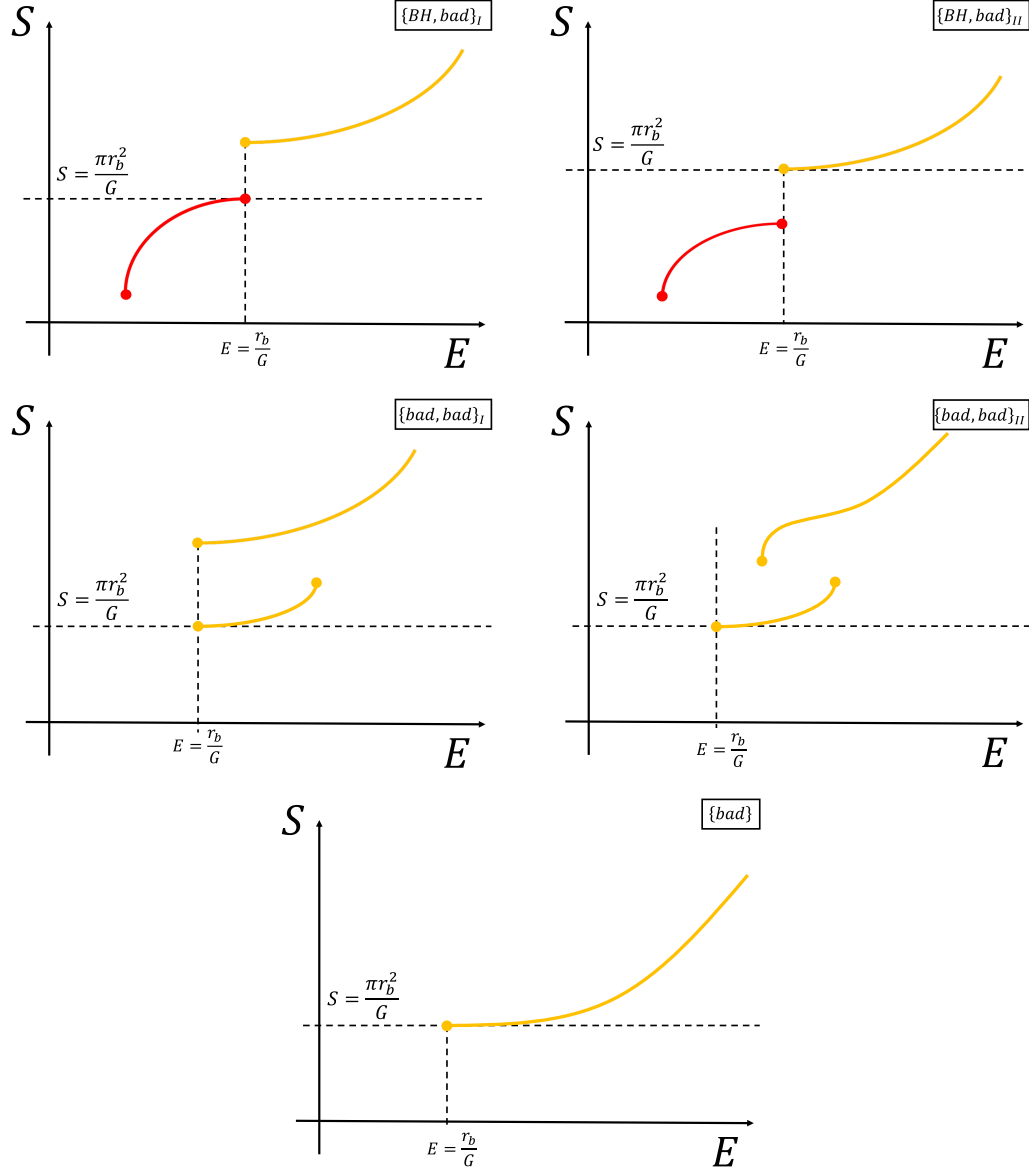 S
{BH, bad}_I
S = πr_b^2/G
E = r_b/G
E
S
{BH, bad}_II
S = πr_b^2/G
E = r_b/G
E
S
{bad, bad}_I
S = πr_b^2/G
E = r_b/G
E
S
{bad, bad}_II
S = πr_b^2/G
E = r_b/G
E
S
{bad}
S = πr_b^2/G
E = r_b/G
E